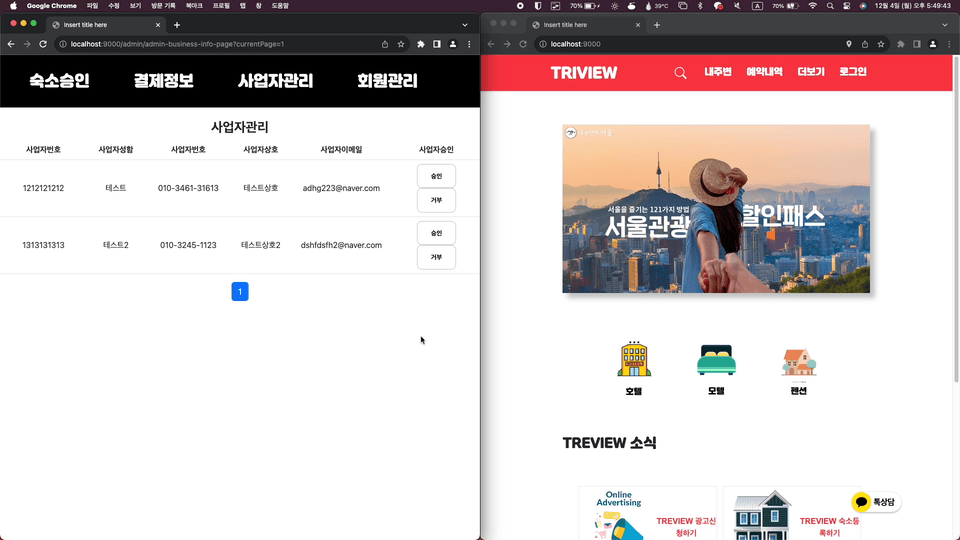 Google Chrome 파일 수정 보기 방문 기록 북마크 프로필 탭 창 도움말
70% 39°C 70% A 12월 4일 (월) 오후 5:49:43
Insert title here
localhost:9000/admin/admin-business-info-page?currentPage=1
숙소승인 결제정보 사업자관리 회원관리
사업자관리
사업자번호 사업자성함 사업자번호 사업자상호 사업자이메일 사업자승인
1212121212 테스트 010-3461-31613 테스트상호 adhg223@naver.com 승인
거부
1313131313 테스트2 010-3245-1123 테스트상호2 dshfdsfh2@naver.com 승인
거부
1
Insert title here
localhost:9000
TRIVIEW 내주변 예약내역 더보기 로그인
서울을 즐기는 121가지 방법
서울관광 할인패스
호텔 모텔 펜션
TREVIEW 소식
Online
Advertising
TREVIEW 광고신
청하기
TREVIEW 숙소등
록하기
톡상담